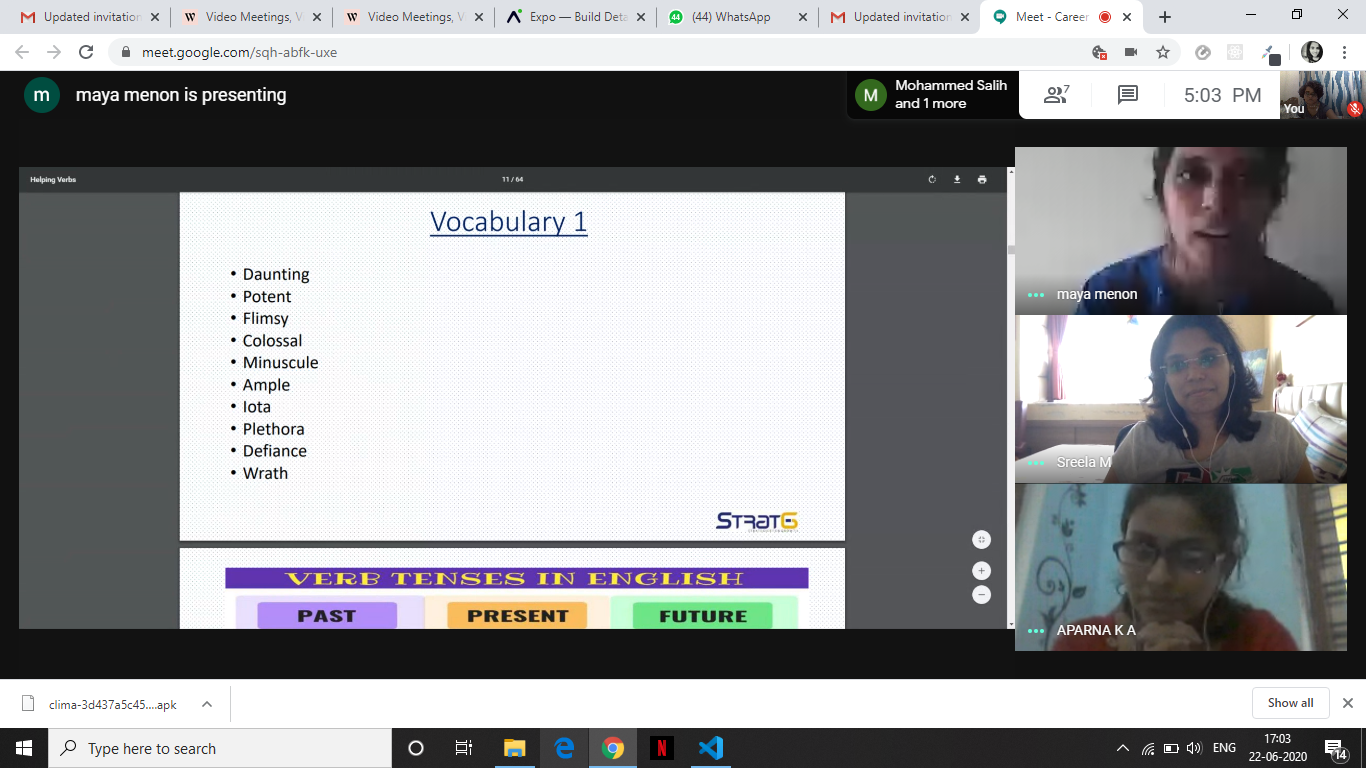 Updated invitation
Video Meetings, V
Video Meetings, V
Expo — Build Deta
(44) WhatsApp
Updated invitation
Meet - Career
meet.google.com/sqh-abfk-uxe
m
maya menon is presenting
M
Mohammed Salih
and 1 more
7
5:03 PM
You
Helping Verbs
11 / 64
Vocabulary 1
• Daunting
• Potent
• Flimsy
• Colossal
• Minuscule
• Ample
• Iota
• Plethora
• Defiance
• Wrath
STRATG
VERB TENSES IN ENGLISH
PAST
PRESENT
FUTURE
maya menon
Sreela M
APARNA K A
clima-3d437a5c45....apk
Show all
Type here to search
ENG
17:03
22-06-2020
14